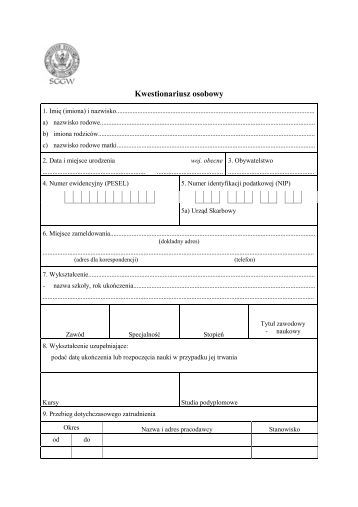 SGGW
Kwestionariusz osobowy
1. Imię (imiona) i nazwisko
a) nazwisko rodowe
b) imiona rodziców
c) nazwisko rodowe matki
2. Data i miejsce urodzenia woj. obecne 3. Obywatelstwo
4. Numer ewidencyjny (PESEL) 5. Numer identyfikacji podatkowej (NIP)
5a) Urząd Skarbowy
6. Miejsce zameldowania
(dokładny adres)
(adres dla korespondencji) (telefon)
7. Wykształcenie
- nazwa szkoły, rok ukończenia
Zawód Specjalność Stopień Tytuł zawodowy
- naukowy
8. Wykształcenie uzupełniające:
podać datę ukończenia lub rozpoczęcia nauki w przypadku jej trwania
Kursy Studia podyplomowe
9. Przebieg dotychczasowego zatrudnienia
Okres Nazwa i adres pracodawcy Stanowisko
od do